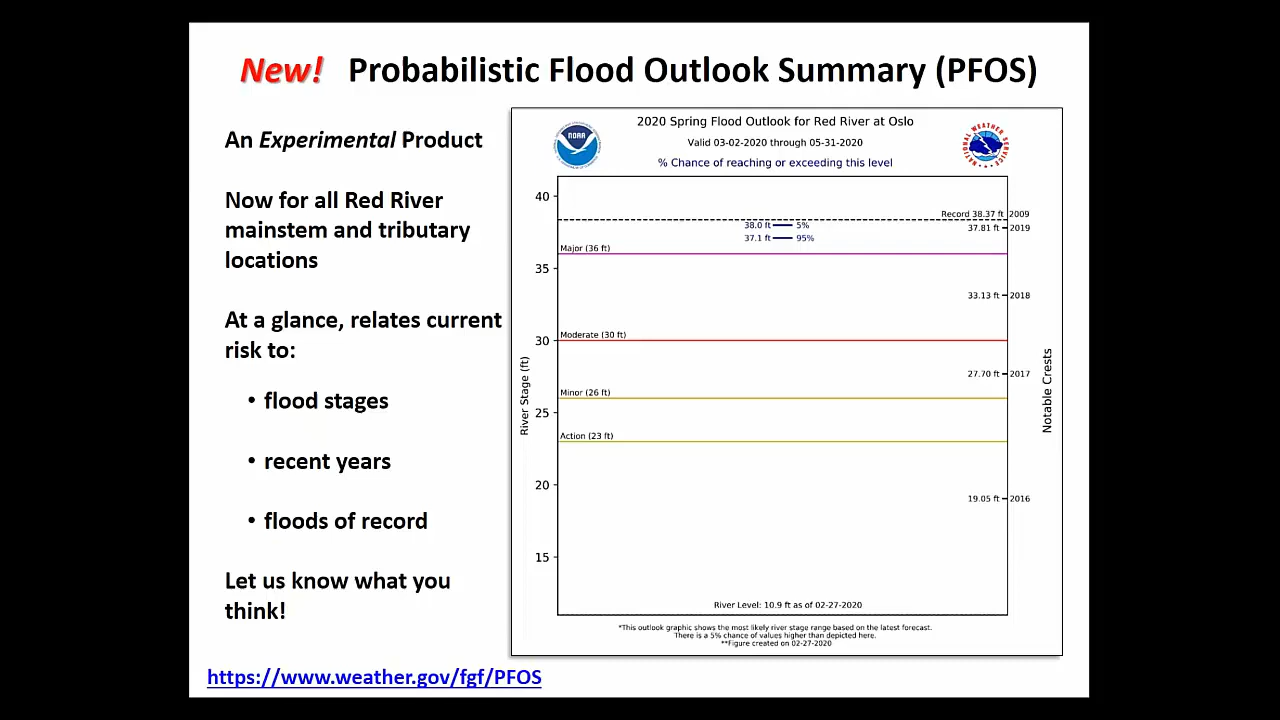 New! Probabilistic Flood Outlook Summary (PFOS)
An Experimental Product
Now for all Red River
mainstem and tributary
locations
At a glance, relates current
risk to:
• flood stages
• recent years
• floods of record
Let us know what you
think!
https://www.weather.gov/fgf/PFOS
2020 Spring Flood Outlook for Red River at Oslo
Valid 03-02-2020 through 05-31-2020
% Chance of reaching or exceeding this level
NOAA
NATIONAL WEATHER SERVICE
River Stage (ft)
40
35
30
25
20
15
Record 38.37 ft 2009
38.0 ft 5%
37.81 ft 2019
37.1 ft 95%
Major (36 ft)
33.13 ft 2018
Moderate (30 ft)
27.70 ft 2017
Minor (26 ft)
Action (23 ft)
19.05 ft 2016
Notable Crests
River Level: 10.9 ft as of 02-27-2020
*This outlook graphic shows the most likely river stage range based on the latest forecast.
There is a 5% chance of values higher than depicted here.
**Figure created on 02-27-2020